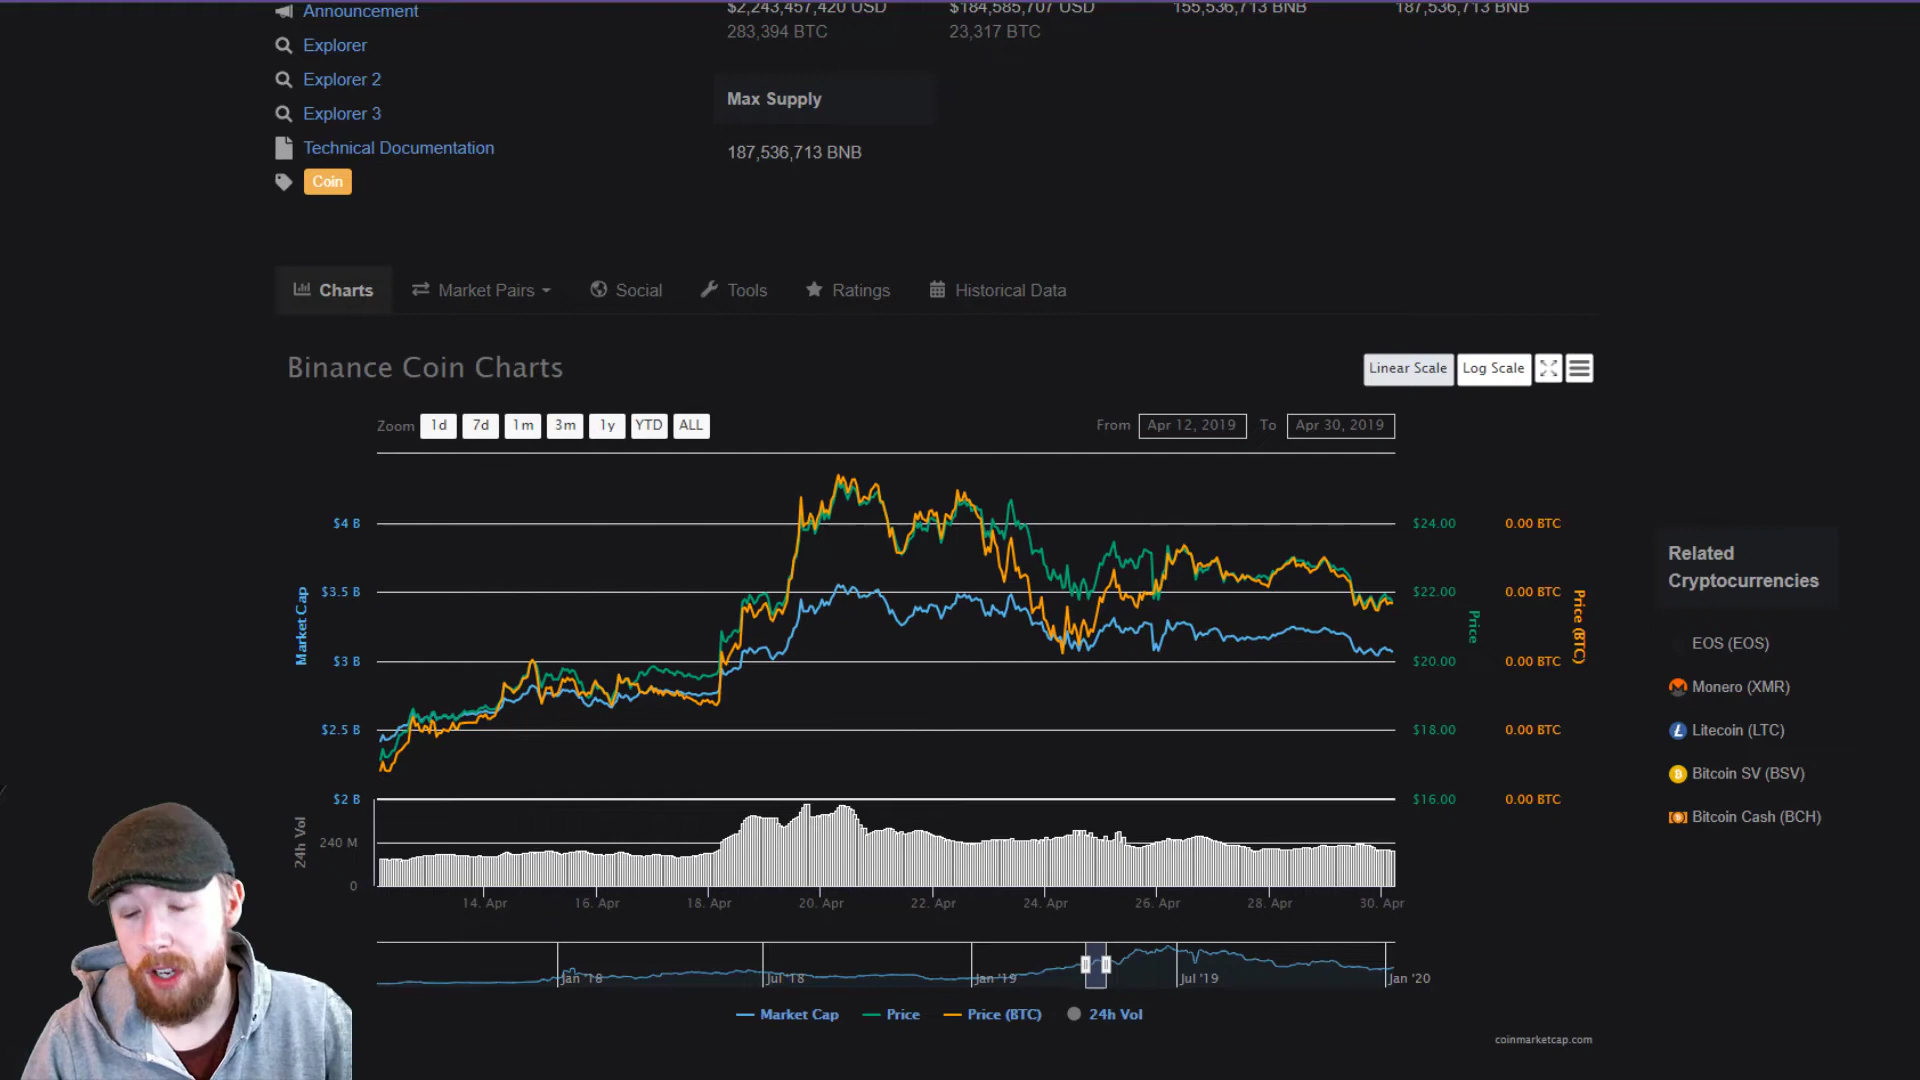 Announcement
$2,243,457,420 USD
$184,585,707 USD
155,536,713 BNB
187,536,713 BNB
283,394 BTC
23,317 BTC
Explorer
Explorer 2
Explorer 3
Technical Documentation
Coin
Max Supply
187,536,713 BNB
Charts
Market Pairs
Social
Tools
Ratings
Historical Data
Binance Coin Charts
Linear Scale
Log Scale
Zoom 1d 7d 1m 3m 1y YTD ALL
From Apr 12, 2019 To Apr 30, 2019
$4 B
$3.5 B
$3 B
$2.5 B
$2 B
Market Cap
240 M
0
24h Vol
$24.00
$22.00
$20.00
$18.00
$16.00
Price
0.00 BTC
0.00 BTC
0.00 BTC
0.00 BTC
0.00 BTC
Price (BTC)
14. Apr
16. Apr
18. Apr
20. Apr
22. Apr
24. Apr
26. Apr
28. Apr
30. Apr
Jan '18
Jul '18
Jan '19
Jul '19
Jan '20
Market Cap
Price
Price (BTC)
24h Vol
coinmarketcap.com
Related
Cryptocurrencies
EOS (EOS)
Monero (XMR)
Litecoin (LTC)
Bitcoin SV (BSV)
Bitcoin Cash (BCH)